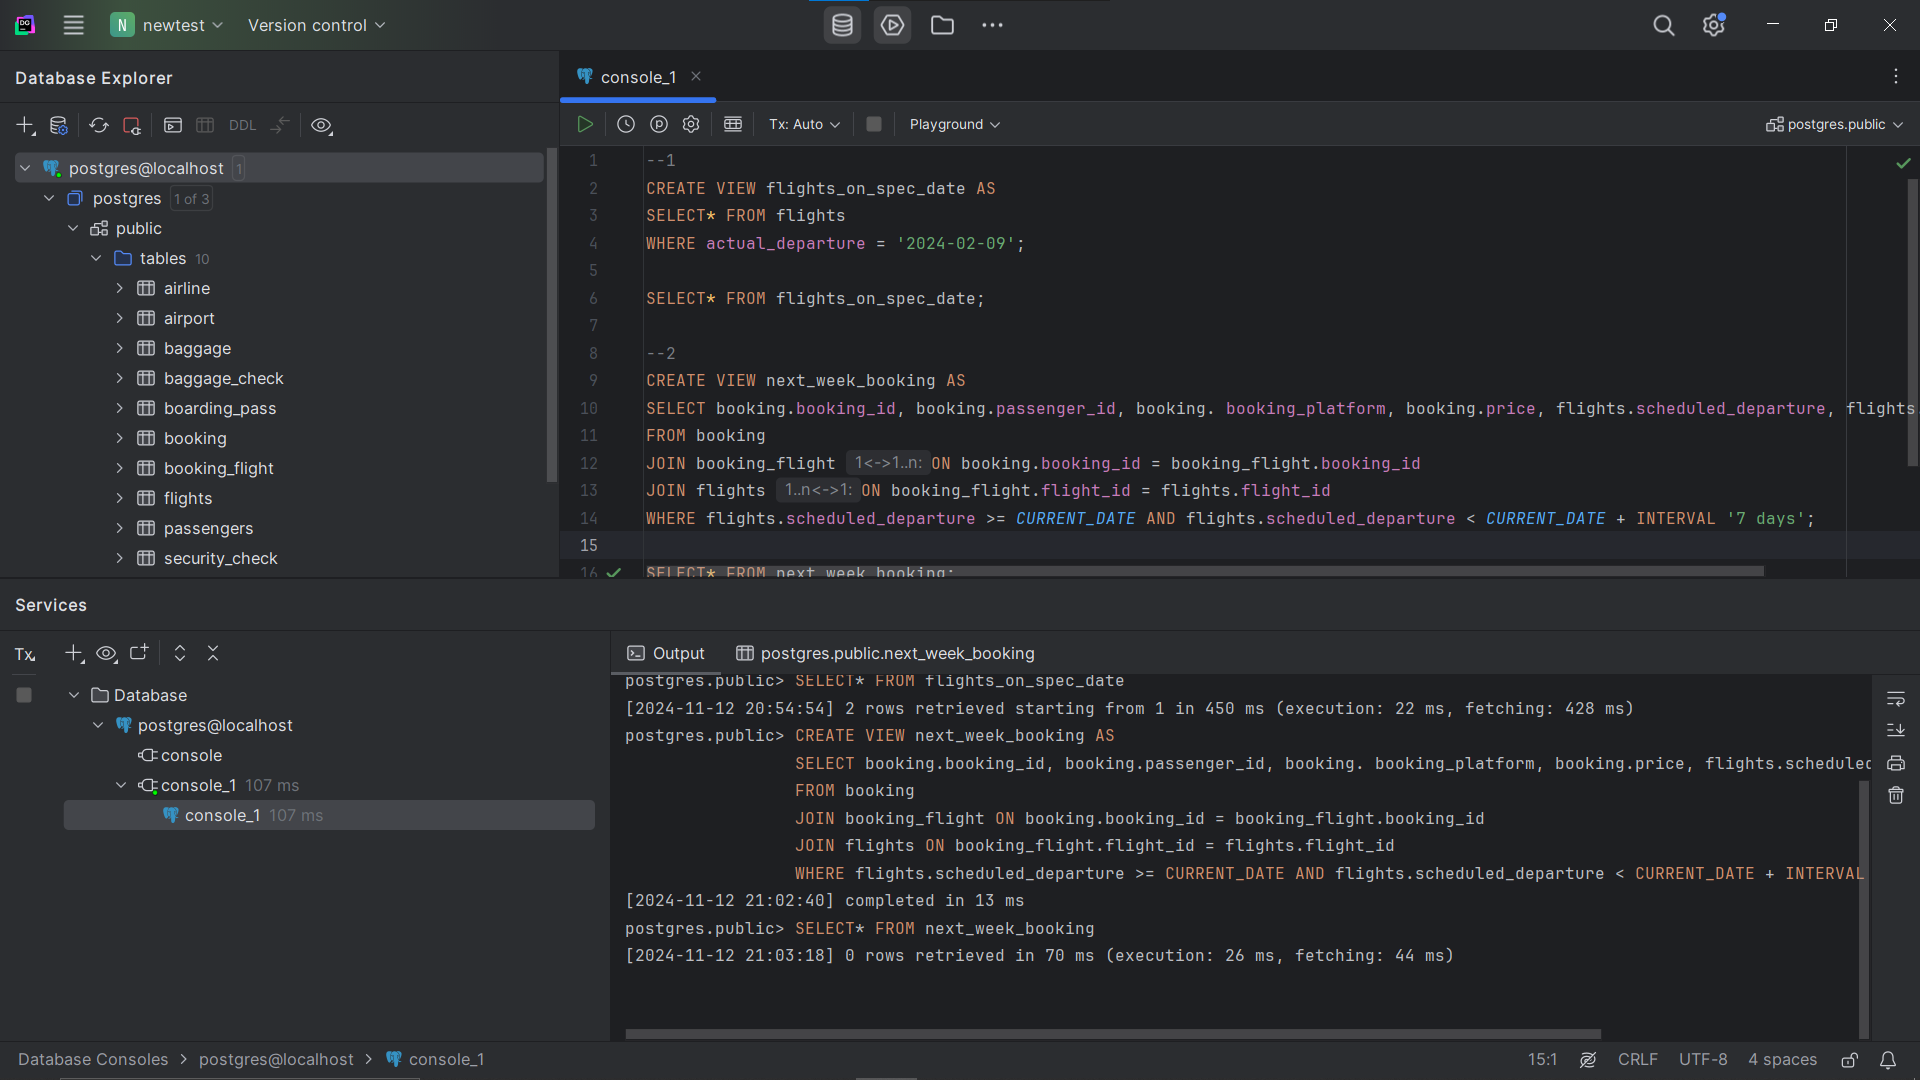 N newtest Version control
Database Explorer
console_1
DDL
Tx: Auto Playground postgres.public
postgres@localhost 1
postgres 1 of 3
public
tables 10
airline
airport
baggage
baggage_check
boarding_pass
booking
booking_flight
flights
passengers
security_check
1 --1
2 CREATE VIEW flights_on_spec_date AS
3 SELECT* FROM flights
4 WHERE actual_departure = '2024-02-09';
5
6 SELECT* FROM flights_on_spec_date;
7
8 --2
9 CREATE VIEW next_week_booking AS
10 SELECT booking.booking_id, booking.passenger_id, booking. booking_platform, booking.price, flights.scheduled_departure, flights.
11 FROM booking
12 JOIN booking_flight 1<->1..n: ON booking.booking_id = booking_flight.booking_id
13 JOIN flights 1..n<->1: ON booking_flight.flight_id = flights.flight_id
14 WHERE flights.scheduled_departure >= CURRENT_DATE AND flights.scheduled_departure < CURRENT_DATE + INTERVAL '7 days';
15
16 SELECT* FROM next_week_booking;
Services
Tx
Database
postgres@localhost
console
console_1 107 ms
console_1 107 ms
Output postgres.public.next_week_booking
postgres.public> SELECT* FROM flights_on_spec_date
[2024-11-12 20:54:54] 2 rows retrieved starting from 1 in 450 ms (execution: 22 ms, fetching: 428 ms)
postgres.public> CREATE VIEW next_week_booking AS
SELECT booking.booking_id, booking.passenger_id, booking. booking_platform, booking.price, flights.scheduled
FROM booking
JOIN booking_flight ON booking.booking_id = booking_flight.booking_id
JOIN flights ON booking_flight.flight_id = flights.flight_id
WHERE flights.scheduled_departure >= CURRENT_DATE AND flights.scheduled_departure < CURRENT_DATE + INTERVAL
[2024-11-12 21:02:40] completed in 13 ms
postgres.public> SELECT* FROM next_week_booking
[2024-11-12 21:03:18] 0 rows retrieved in 70 ms (execution: 26 ms, fetching: 44 ms)
Database Consoles > postgres@localhost > console_1
15:1 CRLF UTF-8 4 spaces